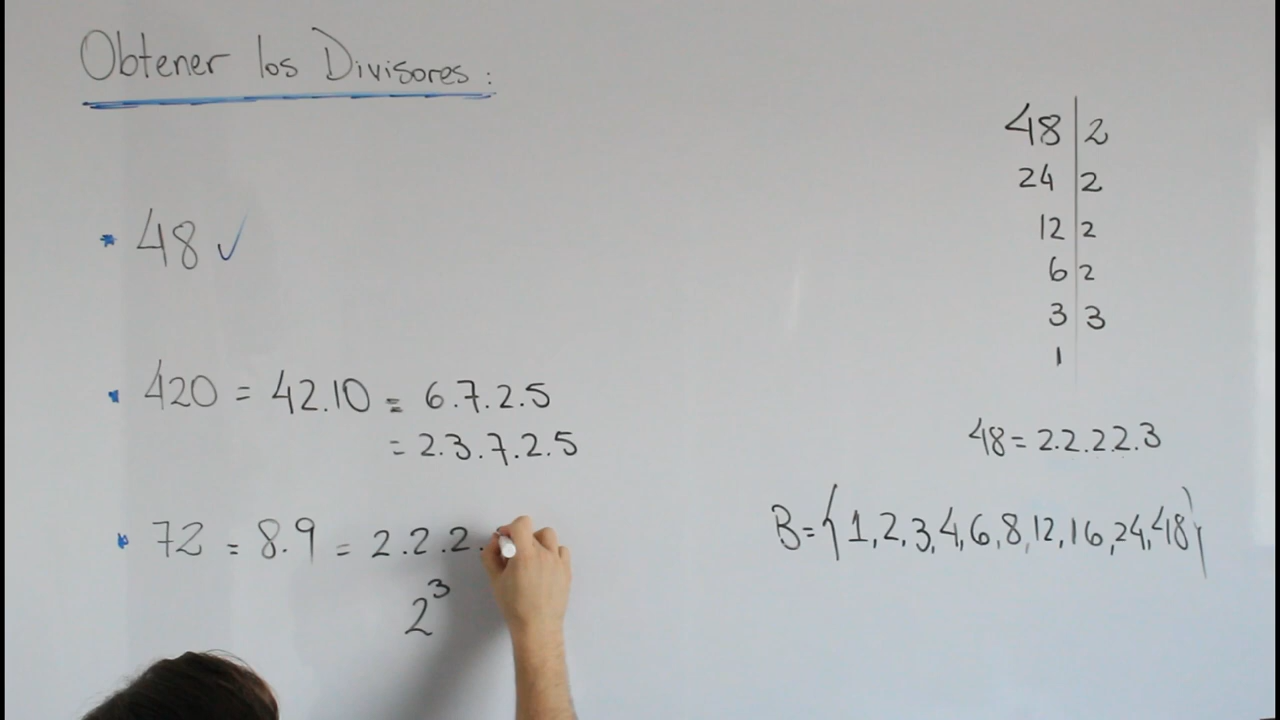 Obtener los Divisores:
48 ✓
420 = 42.10 = 6.7.2.5
= 2.3.7.2.5
72 = 8.9 = 2.2.2.
2³
48 | 2
24 | 2
12 | 2
6 | 2
3 | 3
1
48 = 2.2.2.2.3
B = {1,2,3,4,6,8,12,16,24,48}